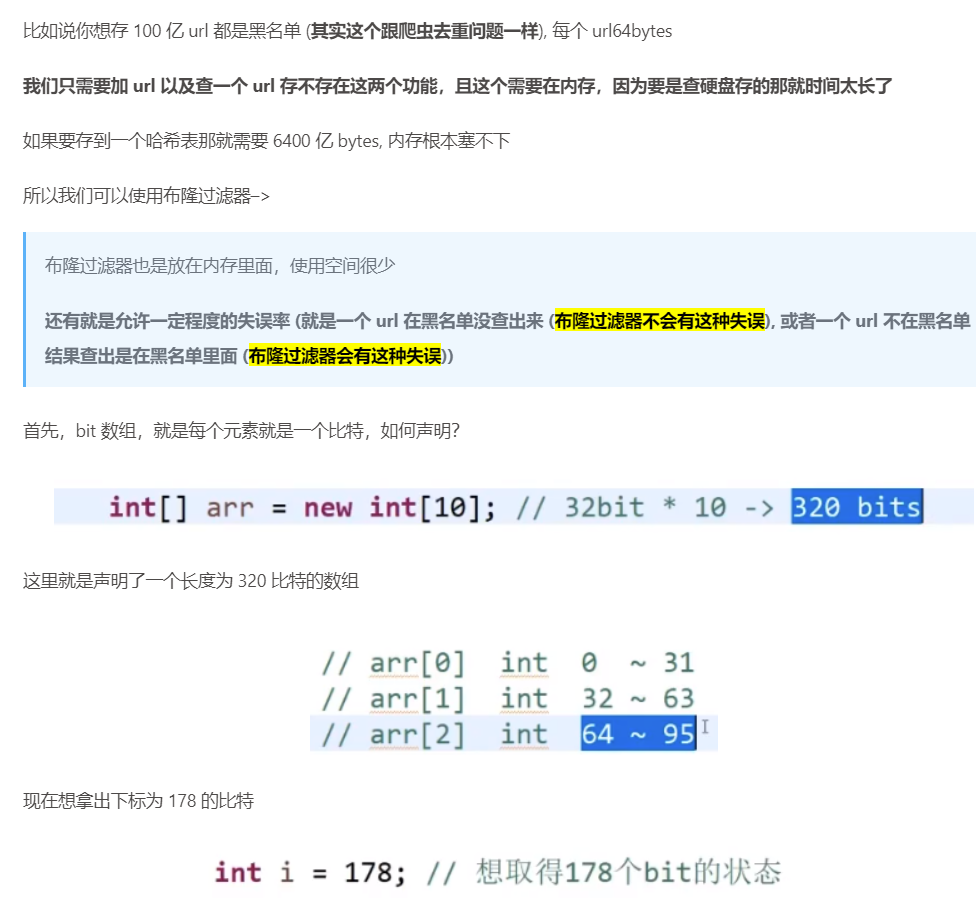 比如说你想存 100 亿 url 都是黑名单 (其实这个跟爬虫去重问题一样), 每个 url64bytes
我们只需要加 url 以及查一个 url 存不存在这两个功能，且这个需要在内存，因为要是查硬盘存的那就时间太长了
如果要存到一个哈希表那就需要 6400 亿 bytes, 内存根本塞不下
所以我们可以使用布隆过滤器–>
布隆过滤器也是放在内存里面，使用空间很少
还有就是允许一定程度的失误率 (就是一个 url 在黑名单没查出来 (布隆过滤器不会有这种失误), 或者一个 url 不在黑名单
结果查出是在黑名单里面 (布隆过滤器会有这种失误))
首先，bit 数组，就是每个元素就是一个比特，如何声明？
int[] arr = new int[10]; // 32bit * 10 -> 320 bits
这里就是声明了一个长度为 320 比特的数组
// arr[0] int 0 ~ 31
// arr[1] int 32 ~ 63
// arr[2] int 64 ~ 95
现在想拿出下标为 178 的比特
int i = 178; // 想取得178个bit的状态